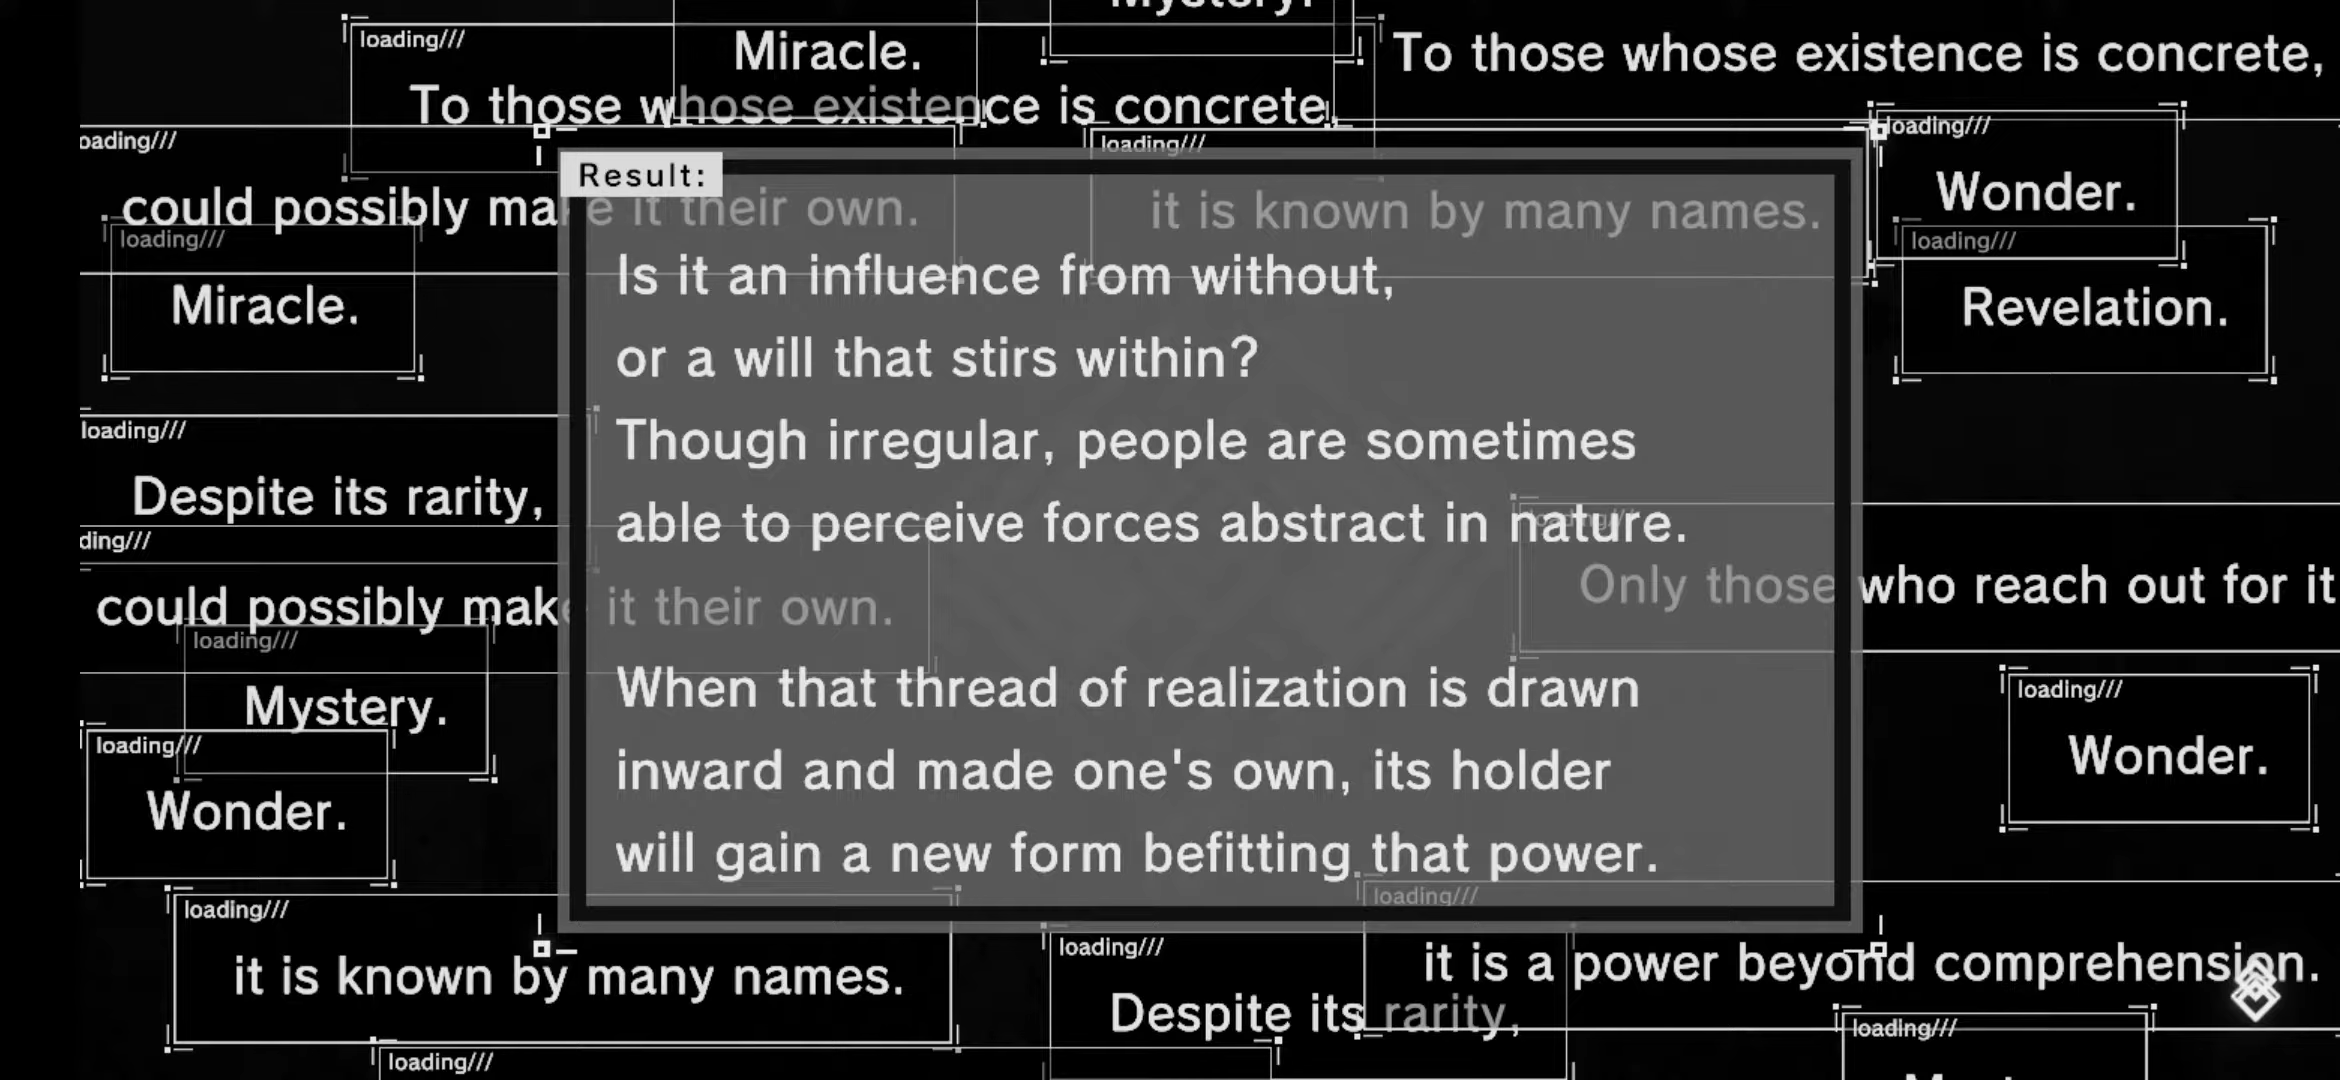 Mystery.
loading///
Miracle.
To those whose existence is concrete,
To those whose existence is concrete,
loading///
loading///
loading///
Result:
Wonder.
could possibly make it their own.
it is known by many names.
loading///
loading///
Is it an influence from without,
Miracle.
Revelation.
or a will that stirs within?
loading///
Though irregular, people are sometimes
Despite its rarity,
able to perceive forces abstract in nature.
loading///
ding///
Only those who reach out for it
could possibly make it their own.
loading///
When that thread of realization is drawn
loading///
Mystery.
loading///
inward and made one's own, its holder
Wonder.
Wonder.
will gain a new form befitting that power.
loading///
loading///
loading///
it is known by many names.
it is a power beyond comprehension.
Despite its rarity,
loading///
loading///